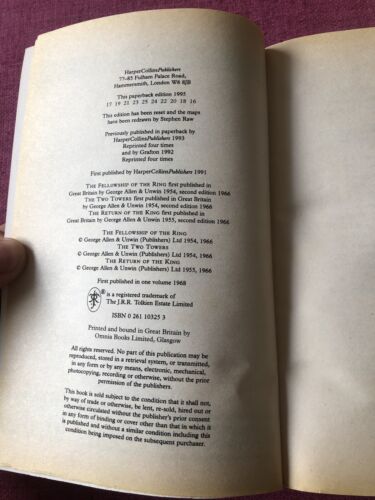 HarperCollinsPublishers
77–85 Fulham Palace Road,
Hammersmith, London W6 8JB
This paperback edition 1995
17 19 21 23 25 24 22 20 18 16
This edition has been reset and the maps
have been redrawn by Stephen Raw
Previously published in paperback by
HarperCollinsPublishers 1993
Reprinted four times
and by Grafton 1992
Reprinted four times
First published by HarperCollinsPublishers 1991
THE FELLOWSHIP OF THE RING first published in
Great Britain by George Allen & Unwin 1954, second edition 1966
THE TWO TOWERS first published in Great Britain
by George Allen & Unwin 1954, second edition 1966
THE RETURN OF THE KING first published in Great
Britain by George Allen & Unwin 1955, second edition 1966
THE FELLOWSHIP OF THE RING
© George Allen & Unwin (Publishers) Ltd 1954, 1966
THE TWO TOWERS
© George Allen & Unwin (Publishers) Ltd 1954, 1966
THE RETURN OF THE KING
© George Allen & Unwin (Publishers) Ltd 1955, 1966
First published in one volume 1968
® is a registered trademark of
The J.R.R. Tolkien Estate Limited
ISBN 0 261 10325 3
Printed and bound in Great Britain by
Omnia Books Limited, Glasgow
All rights reserved. No part of this publication may be
reproduced, stored in a retrieval system, or transmitted,
in any form or by any means, electronic, mechanical,
photocopying, recording or otherwise, without the prior
permission of the publishers.
This book is sold subject to the condition that it shall not,
by way of trade or otherwise, be lent, re-sold, hired out or
otherwise circulated without the publisher's prior consent
in any form of binding or cover other than that in which it
is published and without a similar condition including this
condition being imposed on the subsequent purchaser.